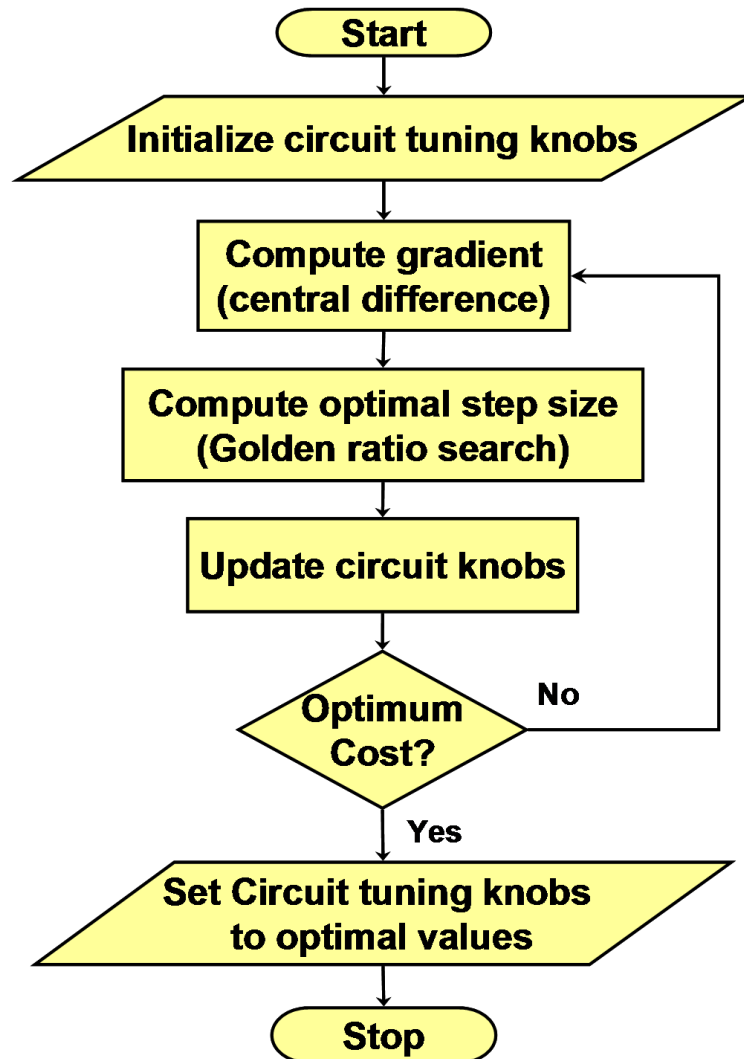 Start
Initialize circuit tuning knobs
Compute gradient
(central difference)
Compute optimal step size
(Golden ratio search)
Update circuit knobs
Optimum
Cost?
No
Yes
Set Circuit tuning knobs
to optimal values
Stop